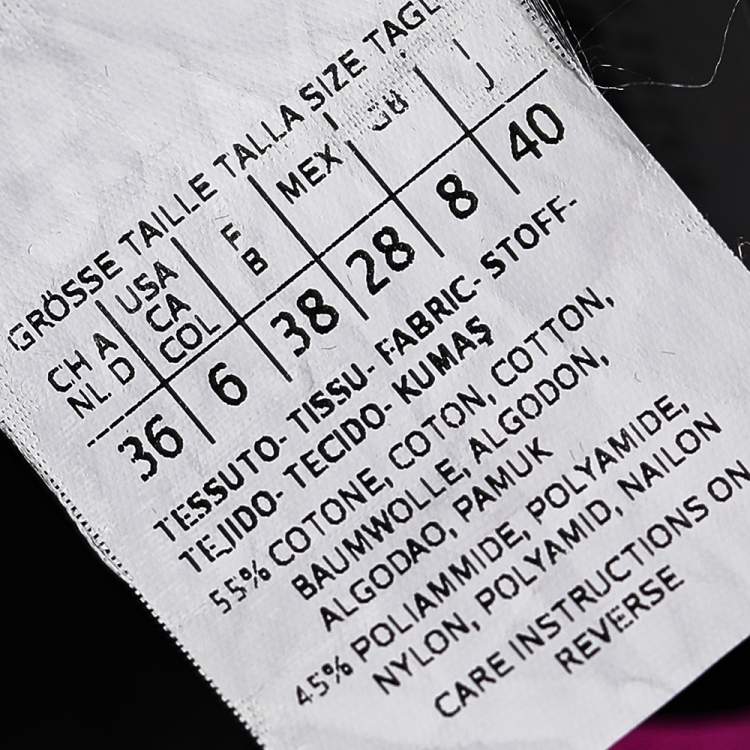 GRÖSSE TAILLE TALLA SIZE TAGL
CH A USA F MEX GB I
NL D CA B J
COL
36 6 38 28 8 40
TESSUTO- TISSU- FABRIC- STOFF-
TEJIDO- TECIDO- KUMAŞ
55% COTONE, COTON, COTTON,
BAUMWOLLE, ALGODON,
ALGODAO, PAMUK
45% POLIAMMIDE, POLYAMIDE,
NYLON, POLYAMID, NAILON
CARE INSTRUCTIONS ON
REVERSE